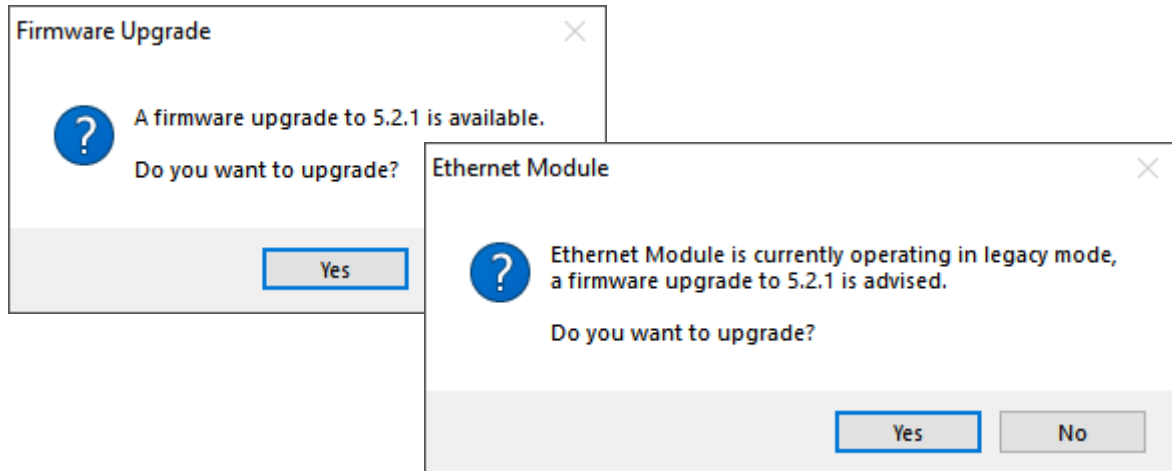 Firmware Upgrade
A firmware upgrade to 5.2.1 is available.
Do you want to upgrade?
Yes
Ethernet Module
Ethernet Module is currently operating in legacy mode,
a firmware upgrade to 5.2.1 is advised.
Do you want to upgrade?
Yes
No